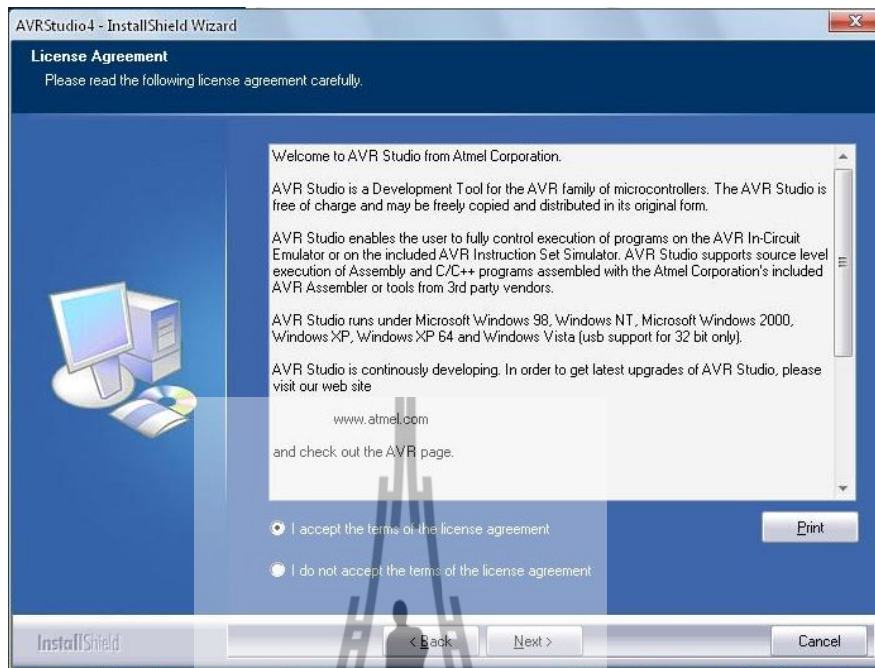 AVRStudio4 - InstallShield Wizard
License Agreement
Please read the following license agreement carefully.
Welcome to AVR Studio from Atmel Corporation.
AVR Studio is a Development Tool for the AVR family of microcontrollers. The AVR Studio is
free of charge and may be freely copied and distributed in its original form.
AVR Studio enables the user to fully control execution of programs on the AVR In-Circuit
Emulator or on the included AVR Instruction Set Simulator. AVR Studio supports source level
execution of Assembly and C/C++ programs assembled with the Atmel Corporation's included
AVR Assembler or tools from 3rd party vendors.
AVR Studio runs under Microsoft Windows 98, Windows NT, Microsoft Windows 2000,
Windows XP, Windows XP 64 and Windows Vista (usb support for 32 bit only).
AVR Studio is continously developing. In order to get latest upgrades of AVR Studio, please
visit our web site
www.atmel.com
and check out the AVR page.
I accept the terms of the license agreement
Print
I do not accept the terms of the license agreement
InstallShield
< Back
Next >
Cancel